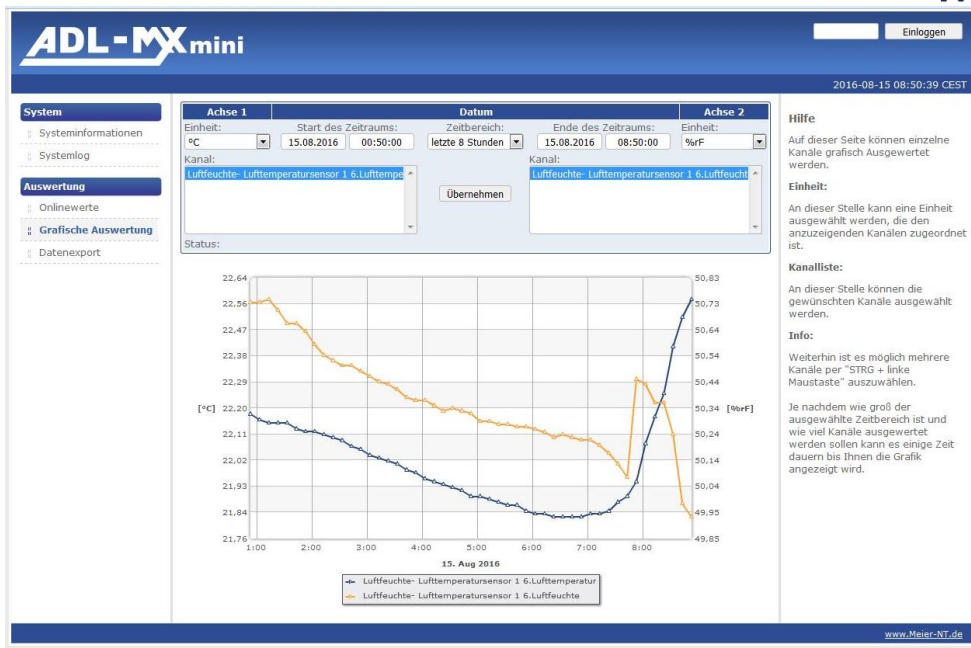 ADL-MXmini
Einloggen
2016-08-15 08:50:39 CEST
System
Systeminformationen
Systemlog
Auswertung
Onlinewerte
Grafische Auswertung
Datenexport
Achse 1 Datum Achse 2
Einheit: Start des Zeitraums: Zeitbereich: Ende des Zeitraums: Einheit:
°C 15.08.2016 00:50:00 letzte 8 Stunden 15.08.2016 08:50:00 %rF
Kanal: Kanal:
Luftfeuchte- Lufttemperatursensor 1 6.Lufttempe Luftfeuchte- Lufttemperatursensor 1 6.Luftfeucht
Übernehmen
Status:
22,64 50,83
22,56 50,73
22,47 50,64
22,38 50,54
22,29 50,44
[°C] 22,20 50,34 [%rF]
22,11 50,24
22,02 50,14
21,93 50,04
21,84 49,95
21,76 49,85
1:00 2:00 3:00 4:00 5:00 6:00 7:00 8:00
15. Aug 2016
Luftfeuchte- Lufttemperatursensor 1 6.Lufttemperatur
Luftfeuchte- Lufttemperatursensor 1 6.Luftfeuchte
Hilfe
Auf dieser Seite können einzelne
Kanäle grafisch Ausgewertet
werden.
Einheit:
An dieser Stelle kann eine Einheit
ausgewählt werden, die den
anzuzeigenden Kanälen zugeordnet
ist.
Kanalliste:
An dieser Stelle können die
gewünschten Kanäle ausgewählt
werden.
Info:
Weiterhin ist es möglich mehrere
Kanäle per "STRG + linke
Maustaste" auszuwählen.
Je nachdem wie groß der
ausgewählte Zeitbereich ist und
wie viel Kanäle ausgewertet
werden sollen kann es einige Zeit
dauern bis Ihnen die Grafik
angezeigt wird.
www.Meier-NT.de